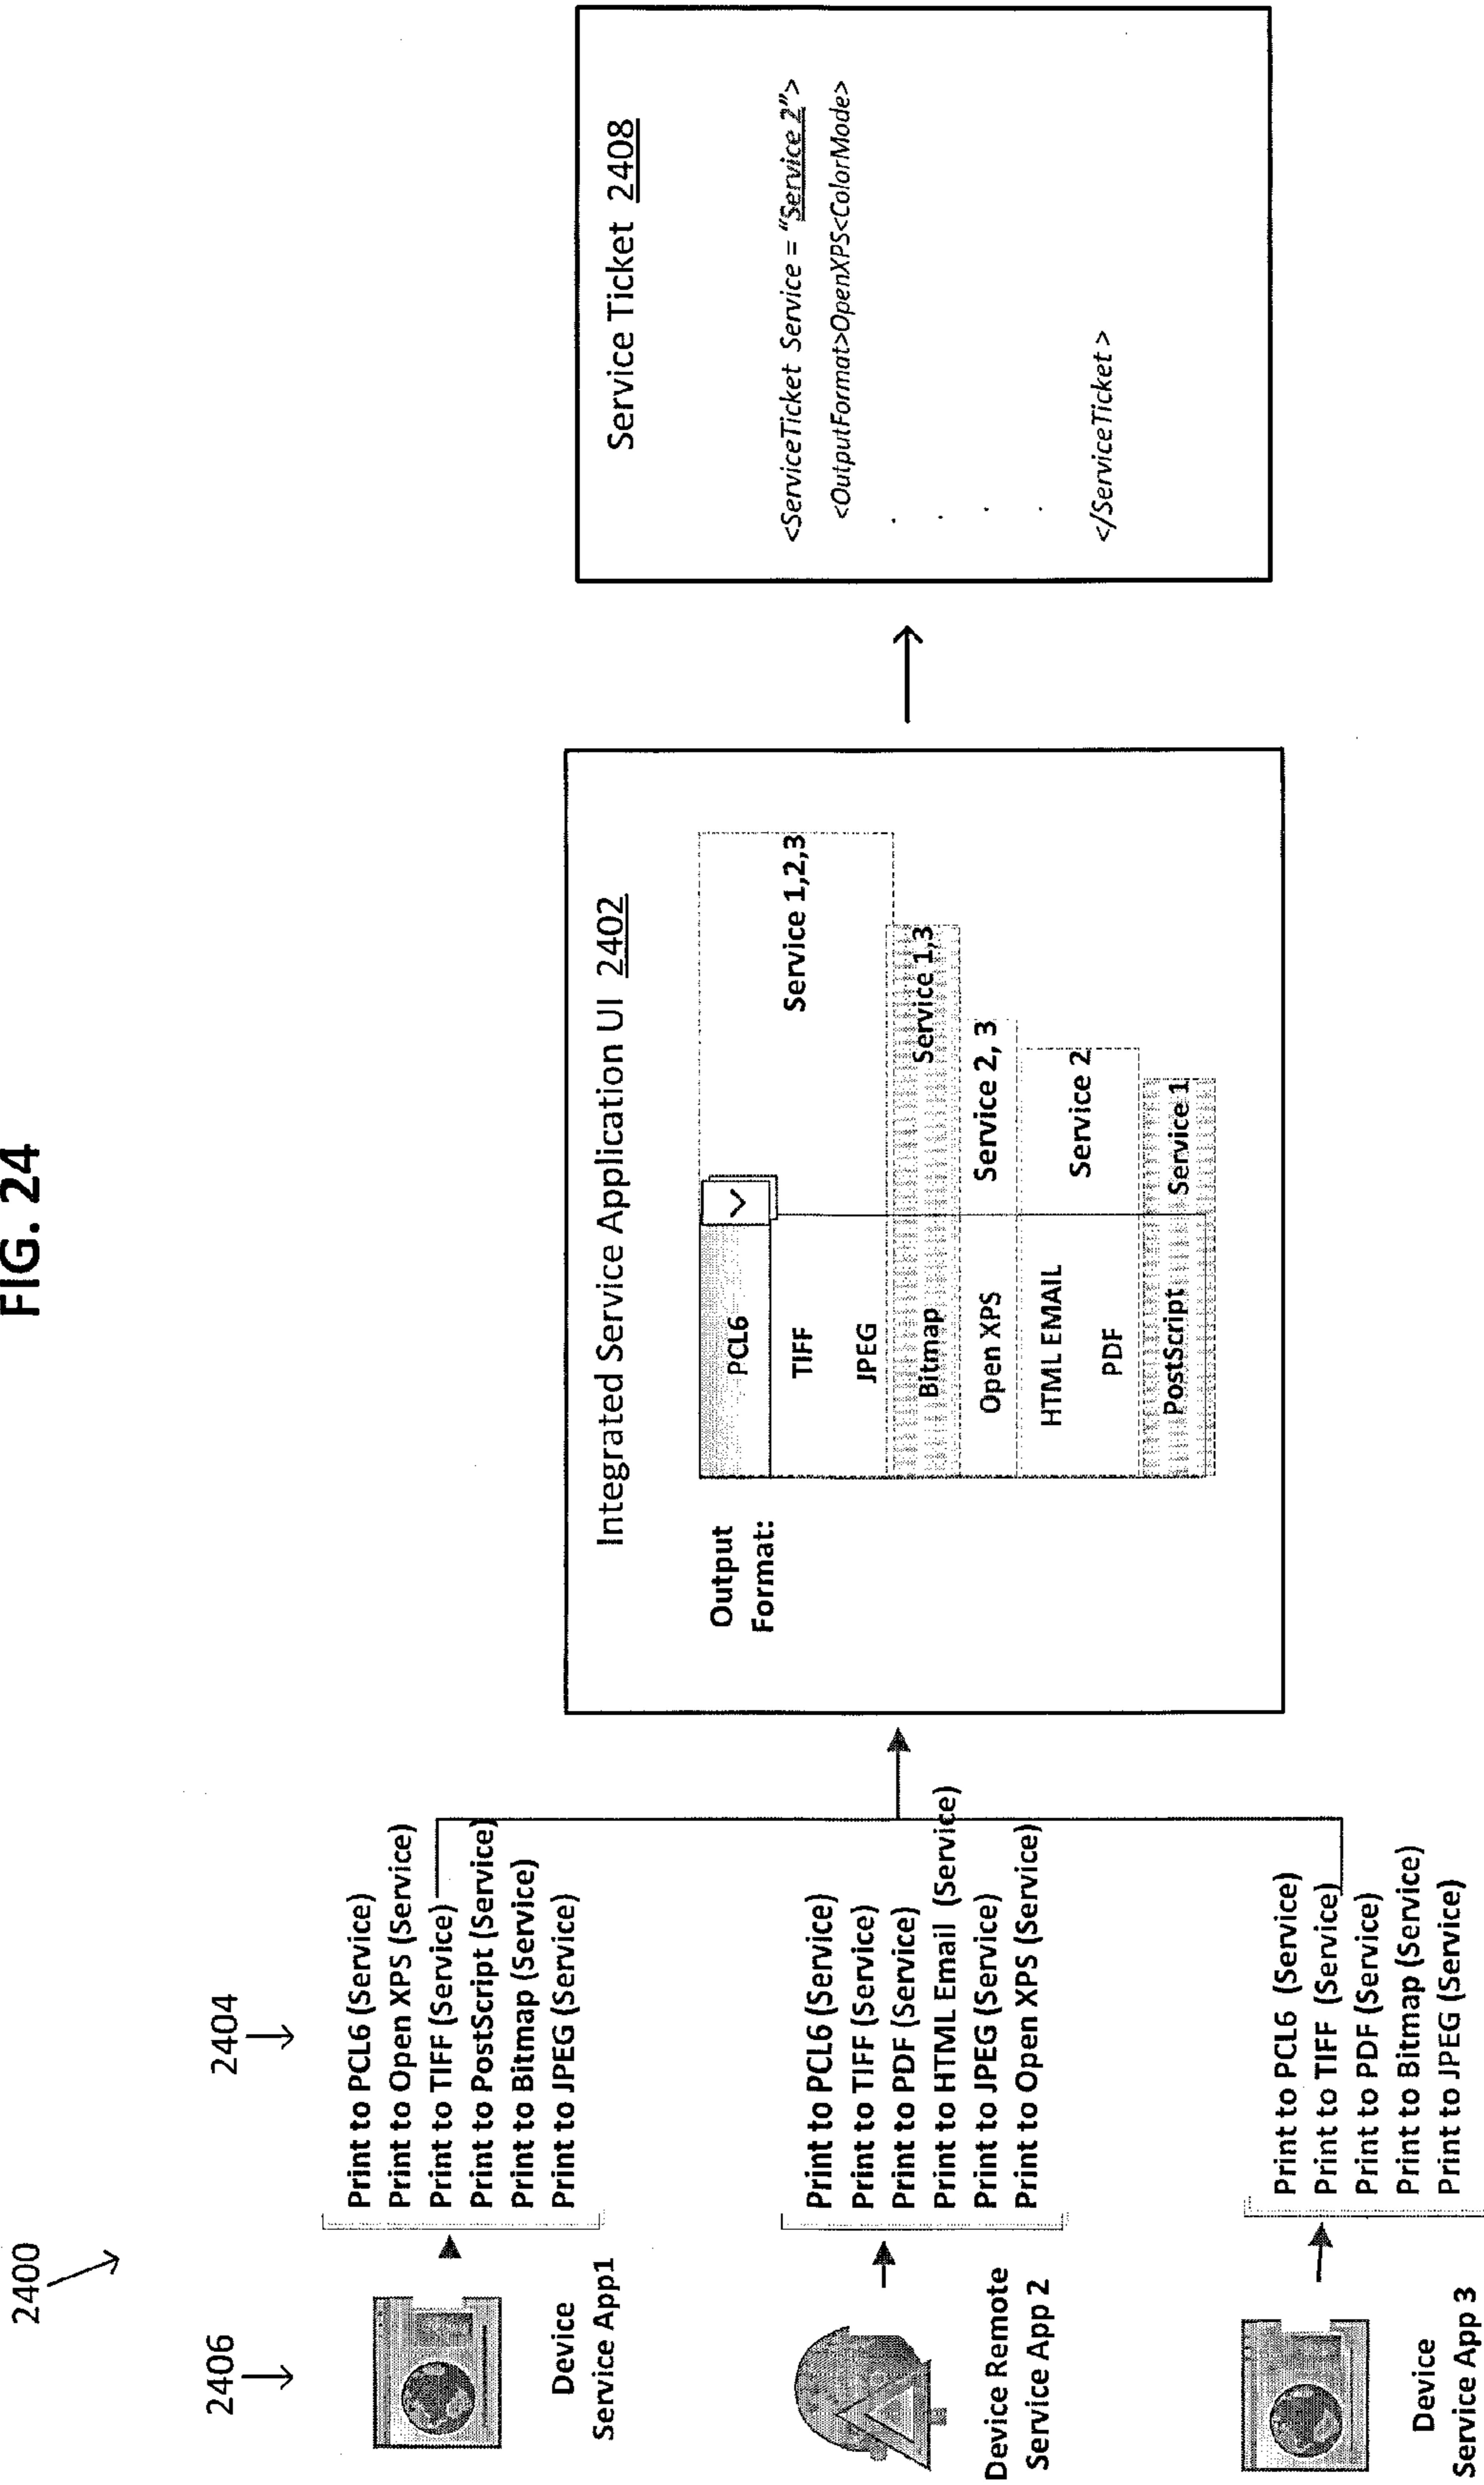 FIG. 24
2400
2406
2404
Device
Service App1
Print to PCL6 (Service)
Print to Open XPS (Service)
Print to TIFF (Service)
Print to PostScript (Service)
Print to Bitmap (Service)
Print to JPEG (Service)
Device Remote
Service App 2
Print to PCL6 (Service)
Print to TIFF (Service)
Print to PDF (Service)
Print to HTML Email (Service)
Print to JPEG (Service)
Print to Open XPS (Service)
Device
Service App 3
Print to PCL6 (Service)
Print to TIFF (Service)
Print to PDF (Service)
Print to Bitmap (Service)
Print to JPEG (Service)
Integrated Service Application UI 2402
Output
Format:
PCL6
TIFF
JPEG
Bitmap
Open XPS
HTML EMAIL
PDF
PostScript
Service 1,2,3
Service 1,3
Service 2, 3
Service 2
Service 1
Service Ticket 2408
<ServiceTicket Service = "Service 2">
<OutputFormat>OpenXPS<ColorMode>
.
.
.
.
</ServiceTicket >